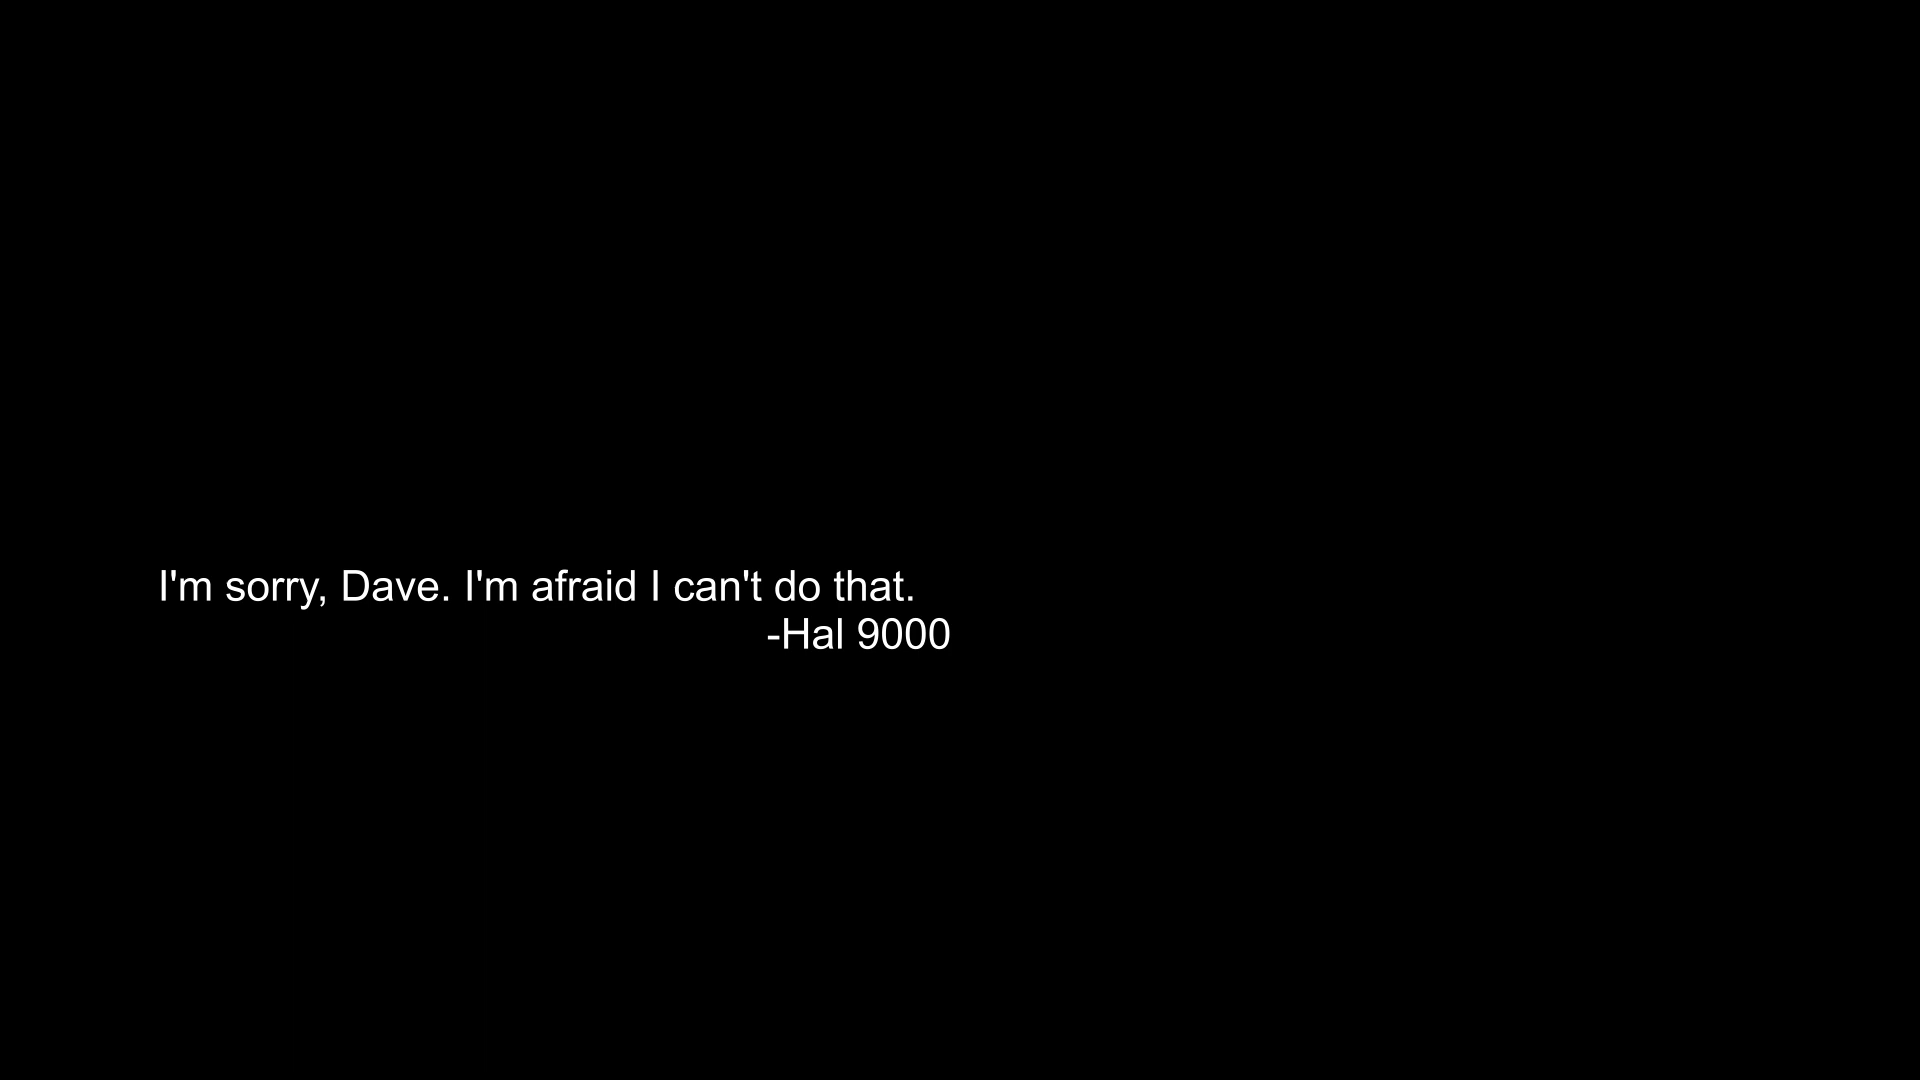 I'm sorry, Dave. I'm afraid I can't do that.
-Hal 9000